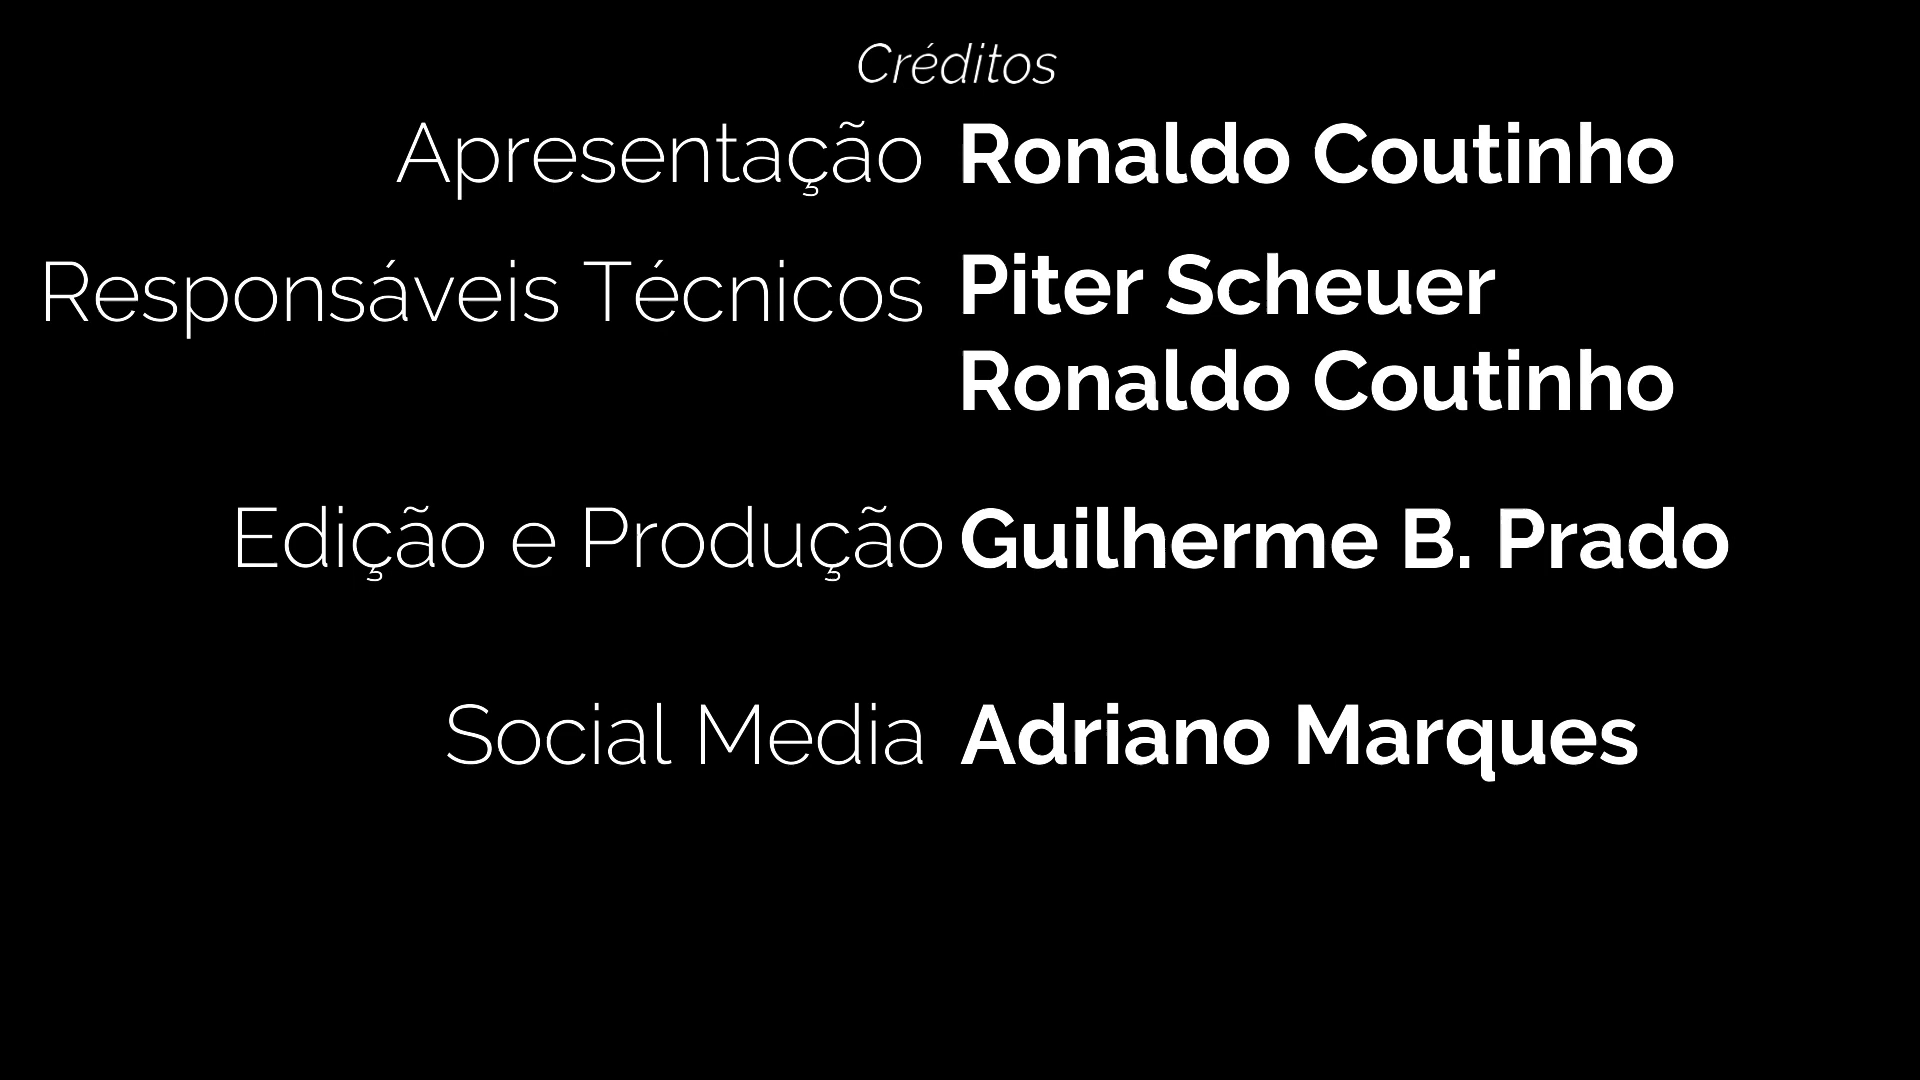 Créditos
Apresentação Ronaldo Coutinho
Responsáveis Técnicos Piter Scheuer
Ronaldo Coutinho
Edição e Produção Guilherme B. Prado
Social Media Adriano Marques